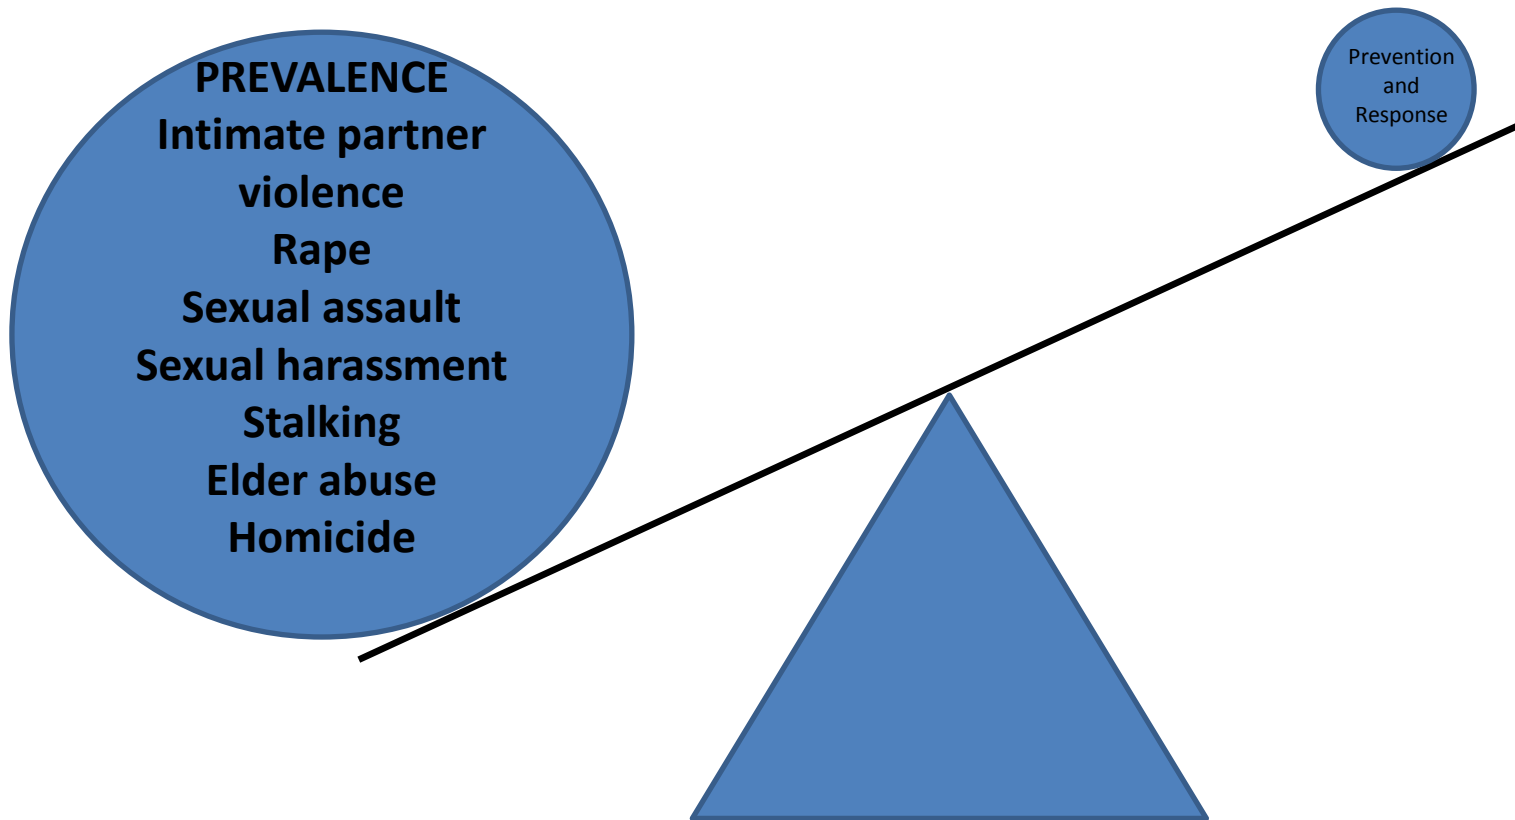 PREVALENCE
Intimate partner
violence
Rape
Sexual assault
Sexual harassment
Stalking
Elder abuse
Homicide
Prevention
and
Response